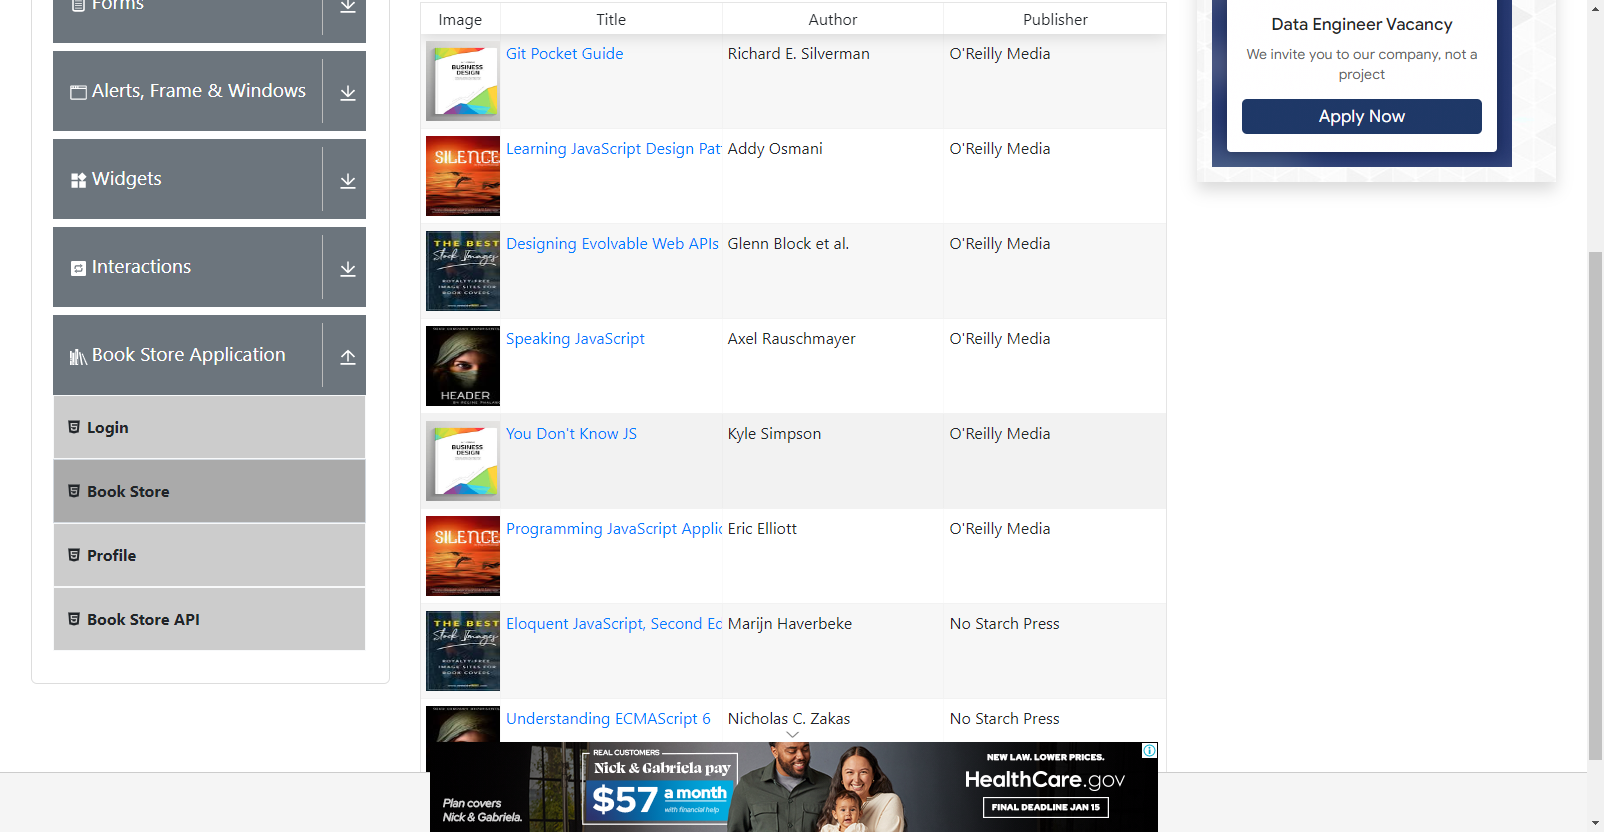 Forms
Alerts, Frame & Windows
Widgets
Interactions
Book Store Application
Login
Book Store
Profile
Book Store API
Image Title Author Publisher
BUSINESS
DESIGN
Git Pocket Guide Richard E. Silverman O'Reilly Media
SILENCE
Learning JavaScript Design Pat Addy Osmani O'Reilly Media
THE BEST
Stock Images
ROYALTY-FREE
IMAGE SITES FOR
BOOK COVERS
Designing Evolvable Web APIs Glenn Block et al. O'Reilly Media
HEADER
Speaking JavaScript Axel Rauschmayer O'Reilly Media
BUSINESS
DESIGN
You Don't Know JS Kyle Simpson O'Reilly Media
SILENCE
Programming JavaScript Applic Eric Elliott O'Reilly Media
THE BEST
Stock Images
ROYALTY-FREE
IMAGE SITES FOR
BOOK COVERS
Eloquent JavaScript, Second Ed Marijn Haverbeke No Starch Press
Understanding ECMAScript 6 Nicholas C. Zakas No Starch Press
Data Engineer Vacancy
We invite you to our company, not a
project
Apply Now
Plan covers
Nick & Gabriela.
REAL CUSTOMERS
Nick & Gabriela pay
$57 a month
with financial help
NEW LAW. LOWER PRICES.
HealthCare.gov
FINAL DEADLINE JAN 15